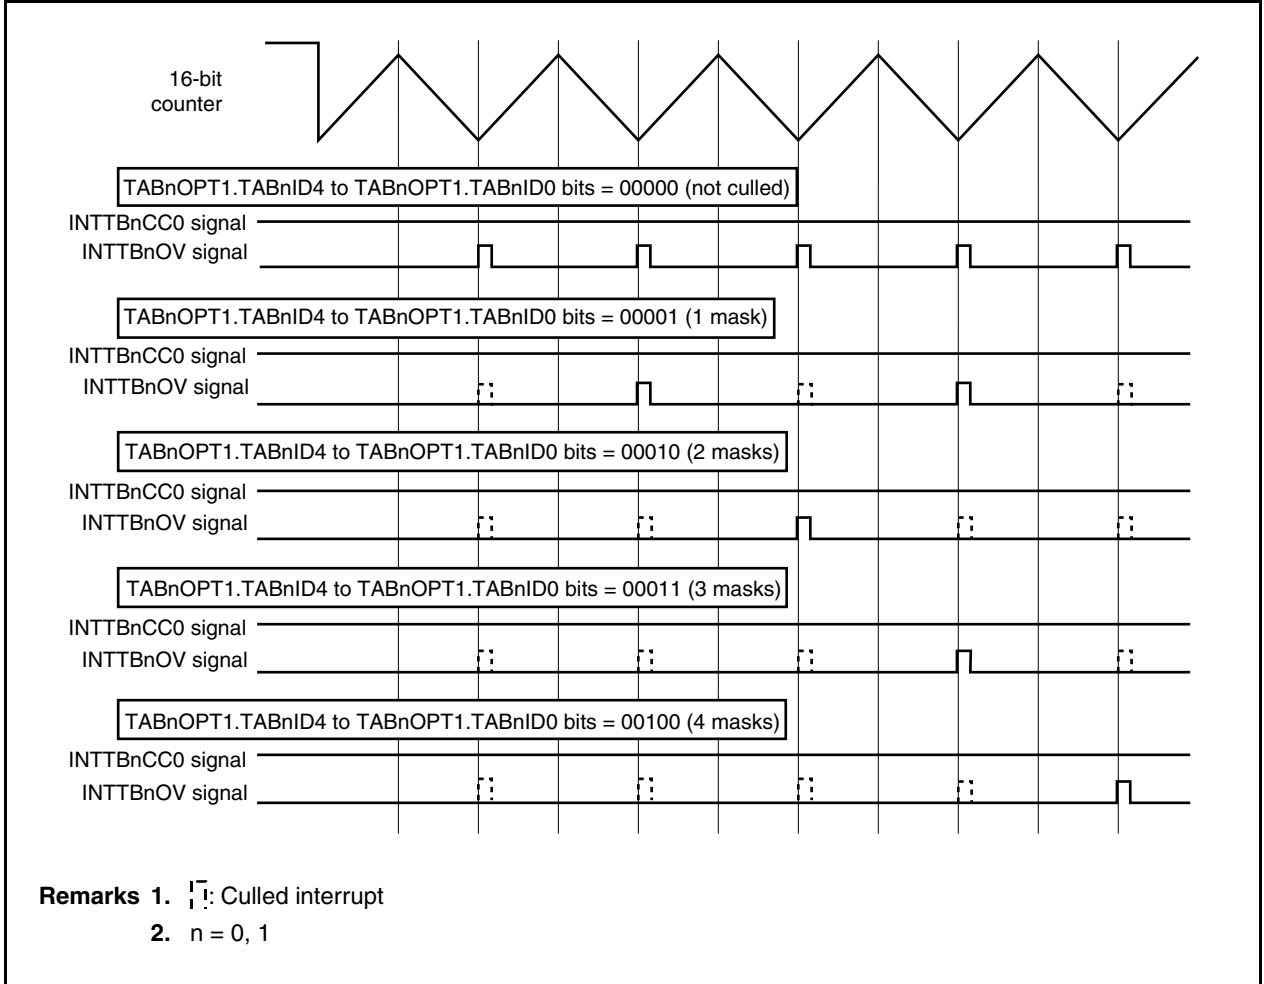 16-bit
counter
TABnOPT1.TABnID4 to TABnOPT1.TABnID0 bits = 00000 (not culled)
INTTBnCC0 signal
INTTBnOV signal
TABnOPT1.TABnID4 to TABnOPT1.TABnID0 bits = 00001 (1 mask)
INTTBnCC0 signal
INTTBnOV signal
TABnOPT1.TABnID4 to TABnOPT1.TABnID0 bits = 00010 (2 masks)
INTTBnCC0 signal
INTTBnOV signal
TABnOPT1.TABnID4 to TABnOPT1.TABnID0 bits = 00011 (3 masks)
INTTBnCC0 signal
INTTBnOV signal
TABnOPT1.TABnID4 to TABnOPT1.TABnID0 bits = 00100 (4 masks)
INTTBnCC0 signal
INTTBnOV signal
Remarks 1. : Culled interrupt
2. n = 0, 1